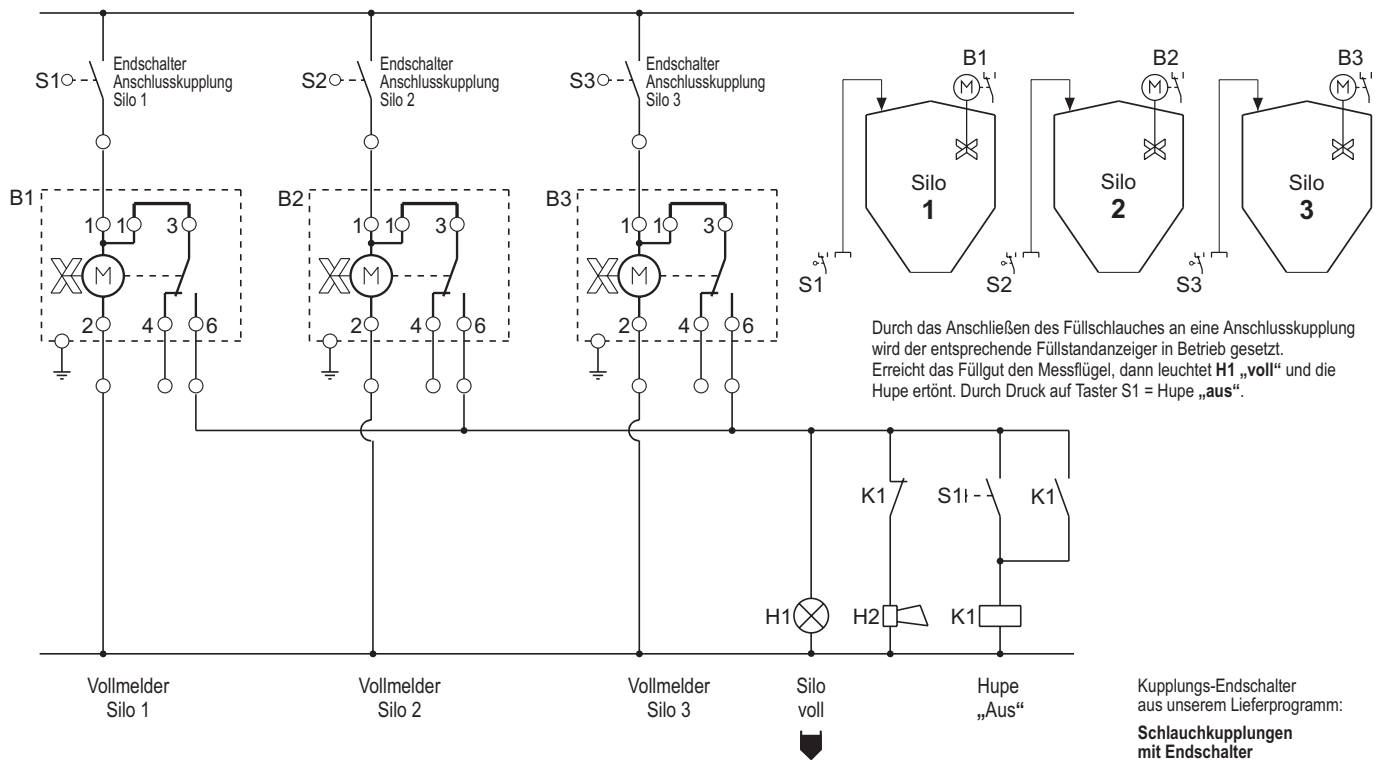 Endschalter
Anschlusskupplung
Silo 1
S1
Endschalter
Anschlusskupplung
Silo 2
S2
Endschalter
Anschlusskupplung
Silo 3
S3
B1
B2
B3
M
M
M
Silo
1
Silo
2
Silo
3
S1
S2
S3
B1
1 1 3
M
2 4 6
B2
1 1 3
M
2 4 6
B3
1 1 3
M
2 4 6
Durch das Anschließen des Füllschlauches an eine Anschlusskupplung
wird der entsprechende Füllstandanzeiger in Betrieb gesetzt.
Erreicht das Füllgut den Messflügel, dann leuchtet H1 „voll“ und die
Hupe ertönt. Durch Druck auf Taster S1 = Hupe „aus“.
K1
S1
K1
H1
H2
K1
Vollmelder
Silo 1
Vollmelder
Silo 2
Vollmelder
Silo 3
Silo
voll
Hupe
„Aus“
Kupplungs-Endschalter
aus unserem Lieferprogramm:
Schlauchkupplungen
mit Endschalter